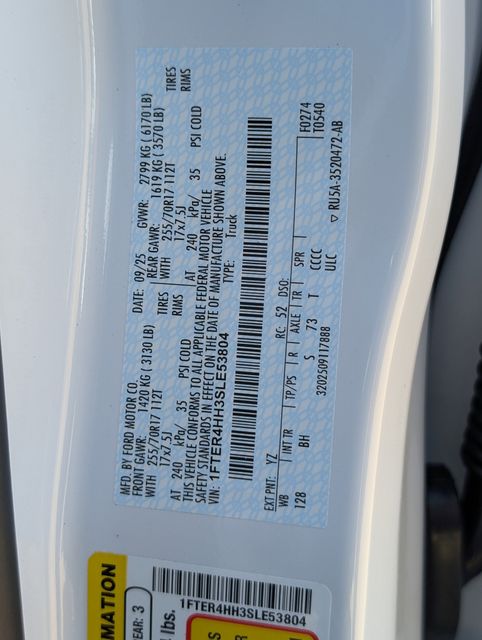 MFD. BY FORD MOTOR CO.
DATE: 09/25 GVWR: 2799 KG (6170 LB)
FRONT GAWR: 1420 KG (3130 LB) REAR GAWR: 1619 KG (3570 LB)
WITH 255/70R17 112T TIRES WITH 255/70R17 112T TIRES
17x7.5J RIMS 17x7.5J RIMS
AT 240 kPa/ 35 PSI COLD AT 240 kPa/ 35 PSI COLD
THIS VEHICLE CONFORMS TO ALL APPLICABLE FEDERAL MOTOR VEHICLE
SAFETY STANDARDS IN EFFECT ON THE DATE OF MANUFACTURE SHOWN ABOVE.
VIN: 1FTER4HH3SLE53804 TYPE: Truck
EXT PNT: YZ RC: 52 DSO: F0274
WB INT TR TP/PS R AXLE TR SPR T0540
128 BH S 73 T CCCC
ULC
3202509117888 ▽ RU5A-3520472-AB
MATION
EAR: 3
1FTER4HH3SLE53804
lbs.